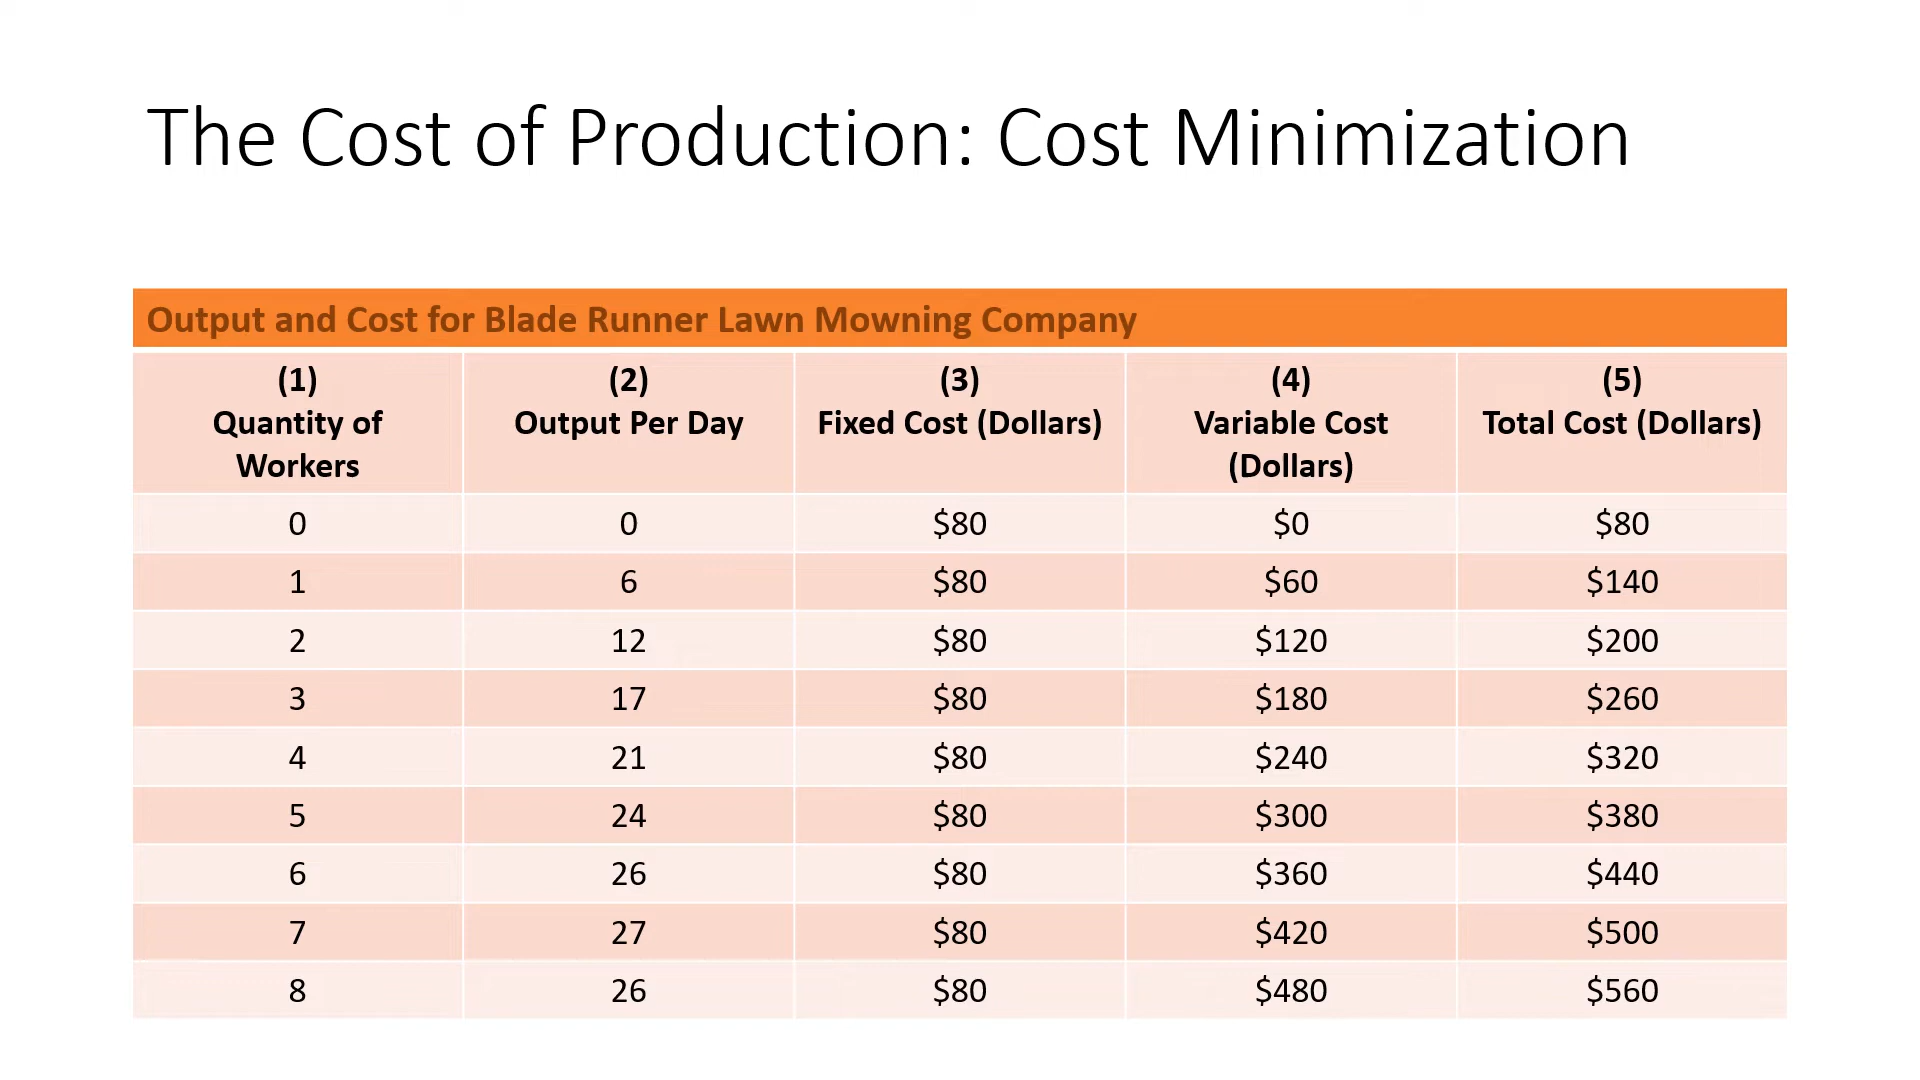 The Cost of Production: Cost Minimization
Output and Cost for Blade Runner Lawn Mowning Company
(1) (2) (3) (4) (5)
Quantity of Output Per Day Fixed Cost (Dollars) Variable Cost Total Cost (Dollars)
Workers (Dollars)
0 0 $80 $0 $80
1 6 $80 $60 $140
2 12 $80 $120 $200
3 17 $80 $180 $260
4 21 $80 $240 $320
5 24 $80 $300 $380
6 26 $80 $360 $440
7 27 $80 $420 $500
8 26 $80 $480 $560